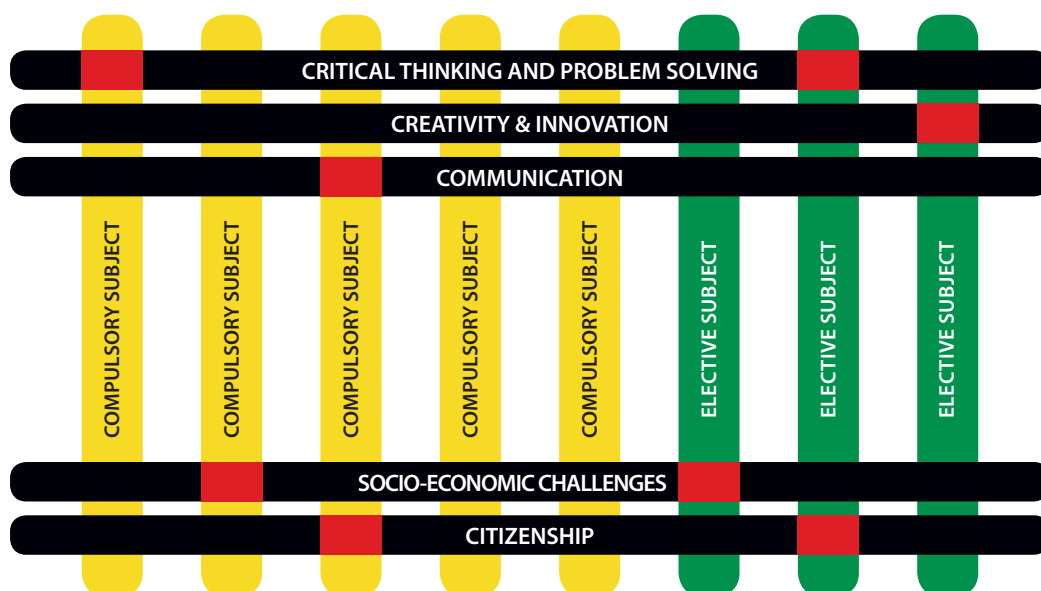 CRITICAL THINKING AND PROBLEM SOLVING
CREATIVITY & INNOVATION
COMMUNICATION
COMPULSORY SUBJECT
COMPULSORY SUBJECT
COMPULSORY SUBJECT
COMPULSORY SUBJECT
COMPULSORY SUBJECT
ELECTIVE SUBJECT
ELECTIVE SUBJECT
ELECTIVE SUBJECT
SOCIO-ECONOMIC CHALLENGES
CITIZENSHIP